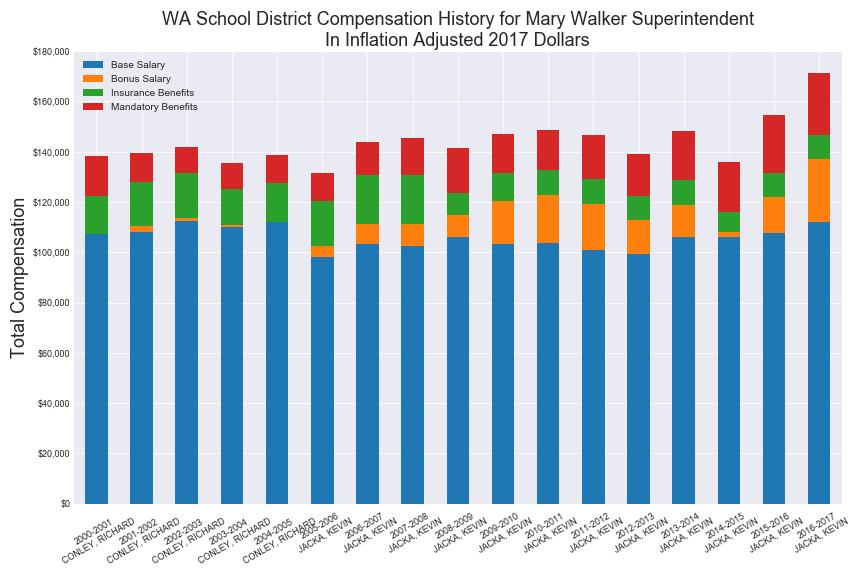 WA School District Compensation History for Mary Walker Superintendent
In Inflation Adjusted 2017 Dollars
Total Compensation
$180,000
$160,000
$140,000
$120,000
$100,000
$80,000
$60,000
$40,000
$20,000
$0
Base Salary
Bonus Salary
Insurance Benefits
Mandatory Benefits
2000-2001
CONLEY, RICHARD
2001-2002
CONLEY, RICHARD
2002-2003
CONLEY, RICHARD
2003-2004
CONLEY, RICHARD
2004-2005
CONLEY, RICHARD
2005-2006
JACKA, KEVIN
2006-2007
JACKA, KEVIN
2007-2008
JACKA, KEVIN
2008-2009
JACKA, KEVIN
2009-2010
JACKA, KEVIN
2010-2011
JACKA, KEVIN
2011-2012
JACKA, KEVIN
2012-2013
JACKA, KEVIN
2013-2014
JACKA, KEVIN
2014-2015
JACKA, KEVIN
2015-2016
JACKA, KEVIN
2016-2017
JACKA, KEVIN